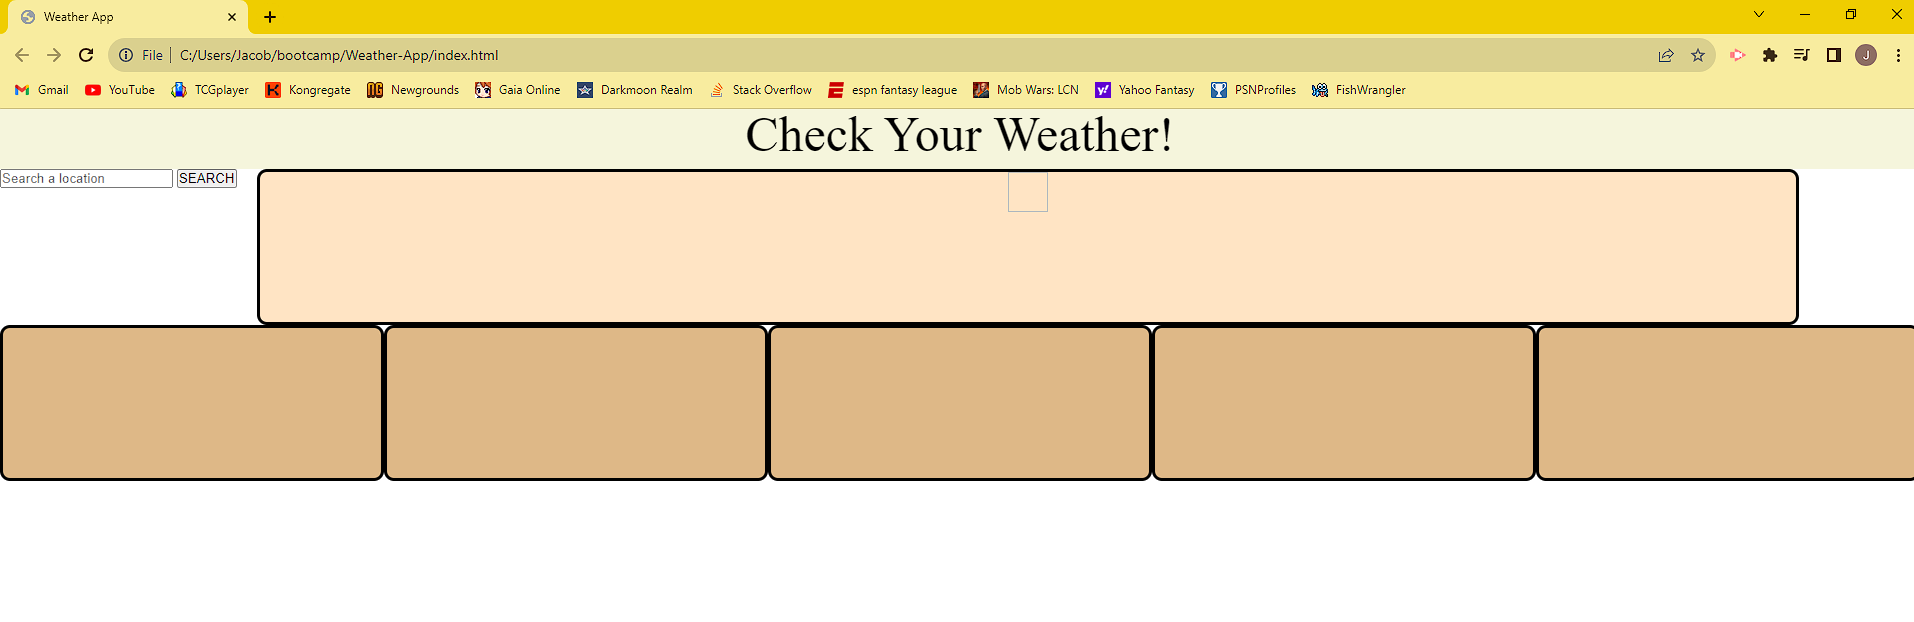 Weather App
File C:/Users/Jacob/bootcamp/Weather-App/index.html J
Gmail YouTube TCGplayer Kongregate NG Newgrounds Gaia Online Darkmoon Realm Stack Overflow espn fantasy league Mob Wars: LCN y! Yahoo Fantasy PSNProfiles FishWrangler
Check Your Weather!
Search a location SEARCH